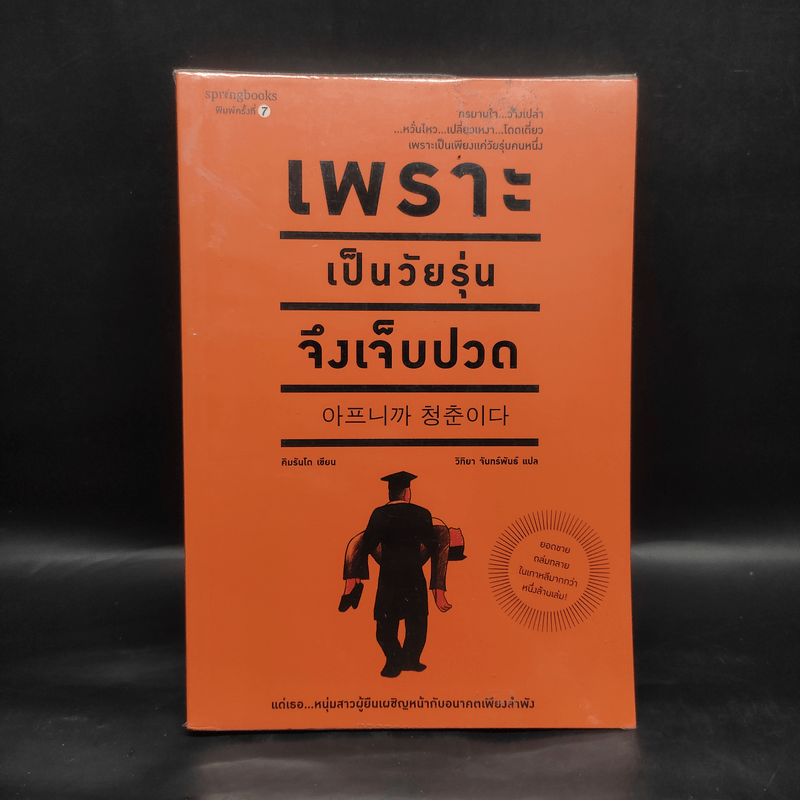 springbooks
พิมพ์ครั้งที่ 7
ทรมานใจ...ว่างเปล่า
...หวั่นไหว...เปลี่ยวเหงา...โดดเดี่ยว
เพราะเป็นเพียงแค่วัยรุ่นคนหนึ่ง
เพราะ
เป็นวัยรุ่น
จึงเจ็บปวด
아프니까 청춘이다
คิมรันโด เขียน
วิทิยา จันทร์พันธ์ แปล
ยอดขาย
ถล่มทลาย
ในเกาหลีมากกว่า
หนึ่งล้านเล่ม!
แด่เธอ...หนุ่มสาวผู้ยืนเผชิญหน้ากับอนาคตเพียงลำพัง